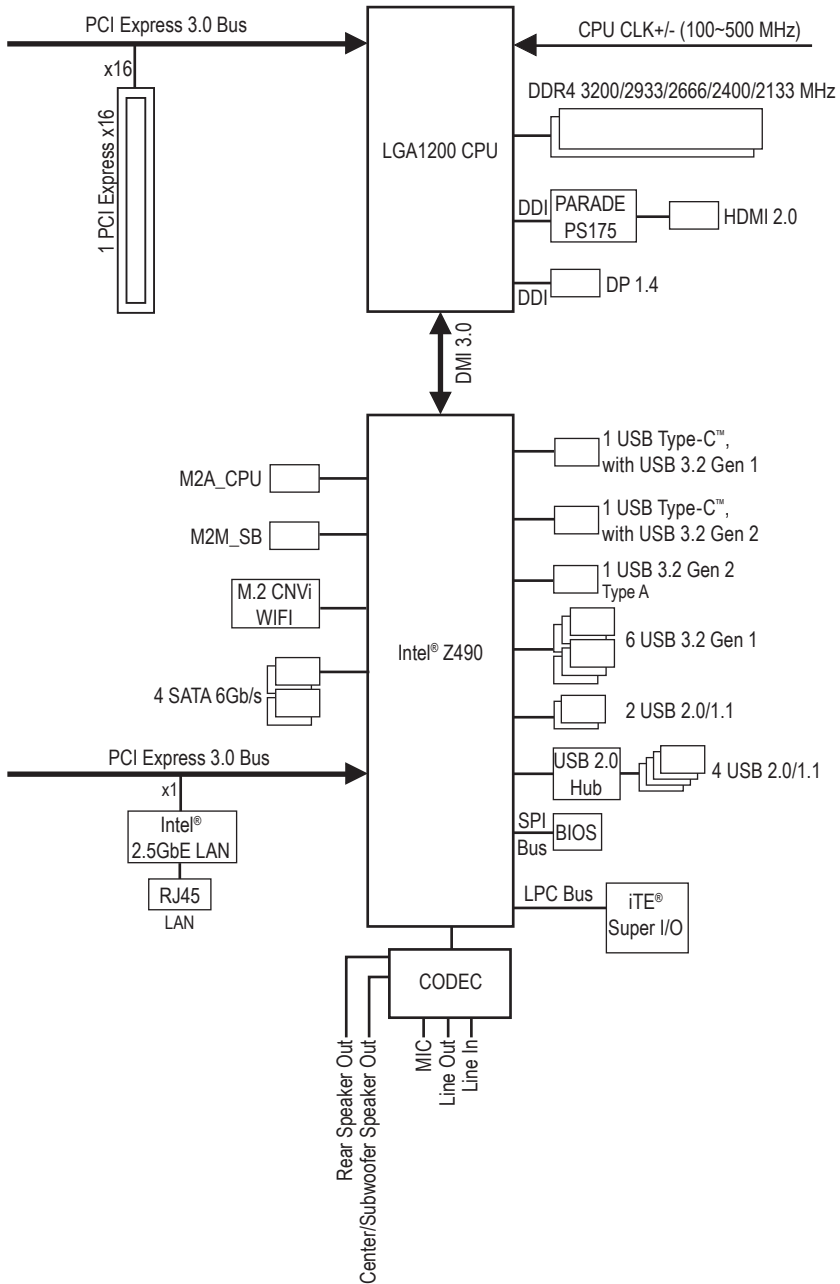 PCI Express 3.0 Bus
CPU CLK+/- (100~500 MHz)
x16
1 PCI Express x16
DDR4 3200/2933/2666/2400/2133 MHz
LGA1200 CPU
DDI
PARADE
PS175
HDMI 2.0
DDI
DP 1.4
DMI 3.0
M2A_CPU
M2M_SB
M.2 CNVi
WIFI
4 SATA 6Gb/s
Intel® Z490
1 USB Type-C™,
with USB 3.2 Gen 1
1 USB Type-C™,
with USB 3.2 Gen 2
1 USB 3.2 Gen 2
Type A
6 USB 3.2 Gen 1
2 USB 2.0/1.1
USB 2.0
Hub
4 USB 2.0/1.1
PCI Express 3.0 Bus
x1
Intel®
2.5GbE LAN
RJ45
LAN
SPI
Bus
BIOS
LPC Bus
iTE®
Super I/O
CODEC
Rear Speaker Out
Center/Subwoofer Speaker Out
MIC
Line Out
Line In